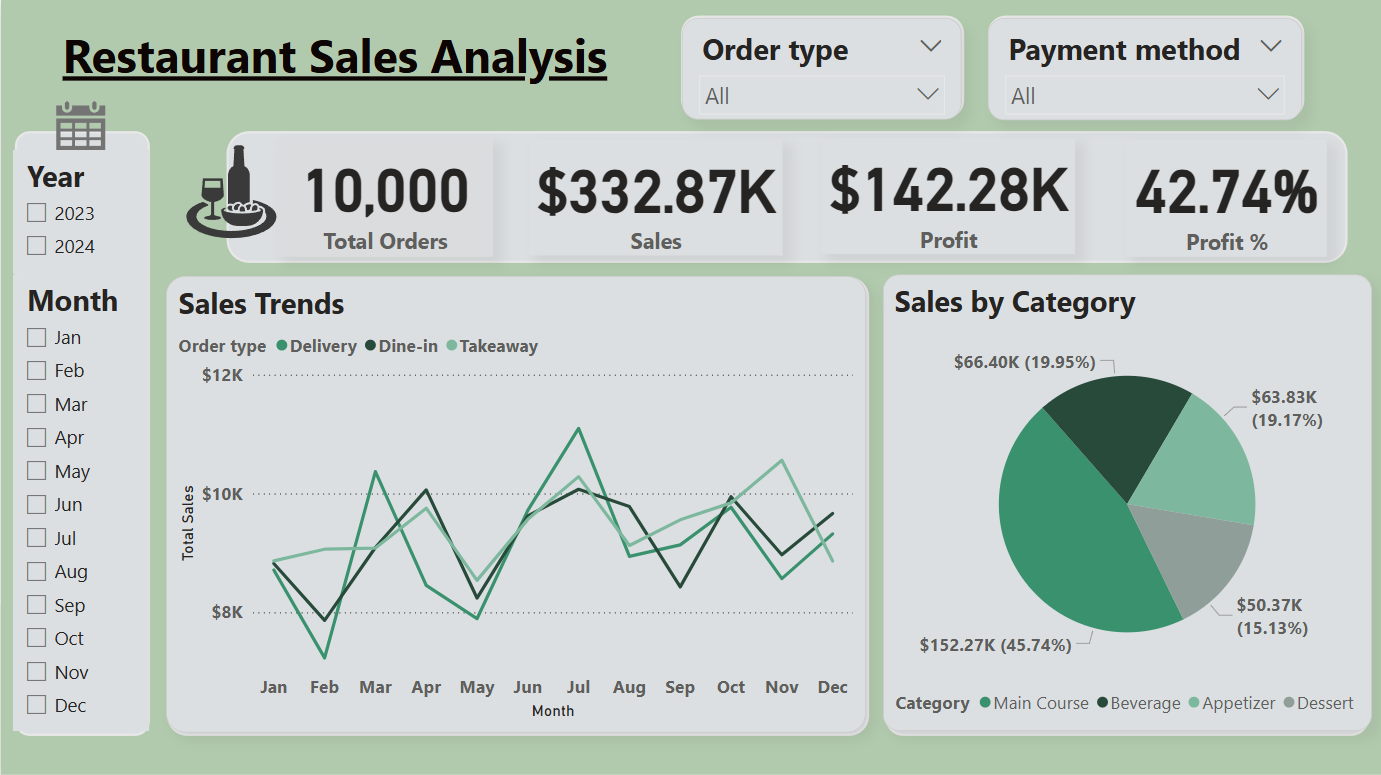 Restaurant Sales Analysis
Order type
All
Payment method
All
Year
2023
2024
Month
Jan
Feb
Mar
Apr
May
Jun
Jul
Aug
Sep
Oct
Nov
Dec
10,000
Total Orders
$332.87K
Sales
$142.28K
Profit
42.74%
Profit %
Sales Trends
Order type Delivery Dine-in Takeaway
Total Sales
$12K
$10K
$8K
Jan Feb Mar Apr May Jun Jul Aug Sep Oct Nov Dec
Month
Sales by Category
$66.40K (19.95%)
$63.83K
(19.17%)
$50.37K
(15.13%)
$152.27K (45.74%)
Category Main Course Beverage Appetizer Dessert